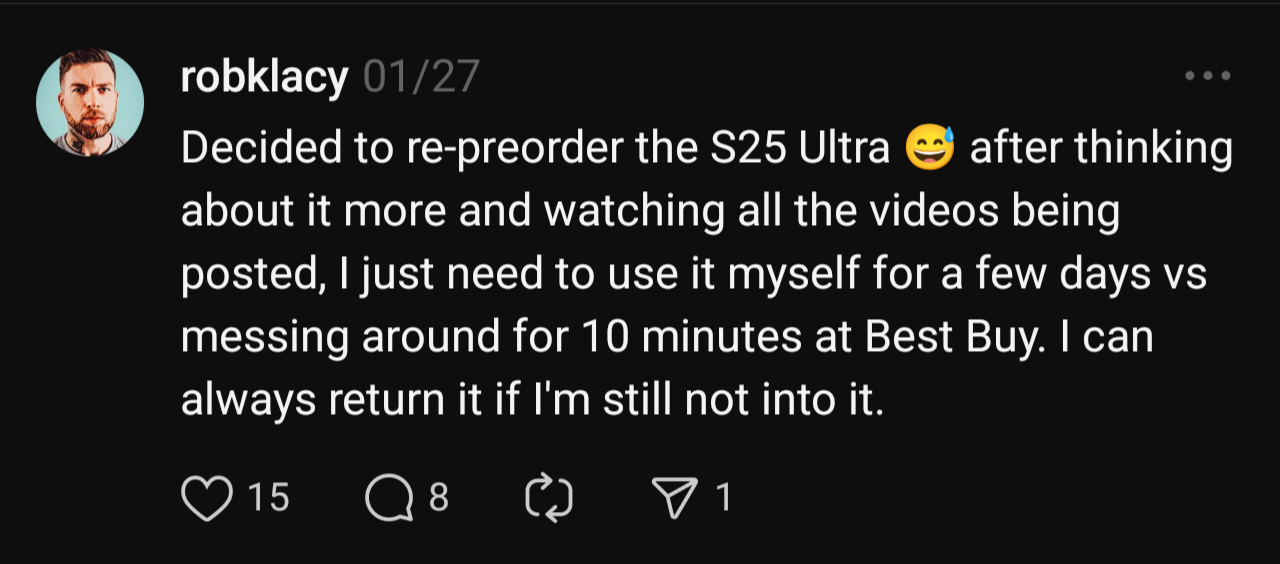 robklacy 01/27
Decided to re-preorder the S25 Ultra 😅 after thinking
about it more and watching all the videos being
posted, I just need to use it myself for a few days vs
messing around for 10 minutes at Best Buy. I can
always return it if I'm still not into it.
15 8 1